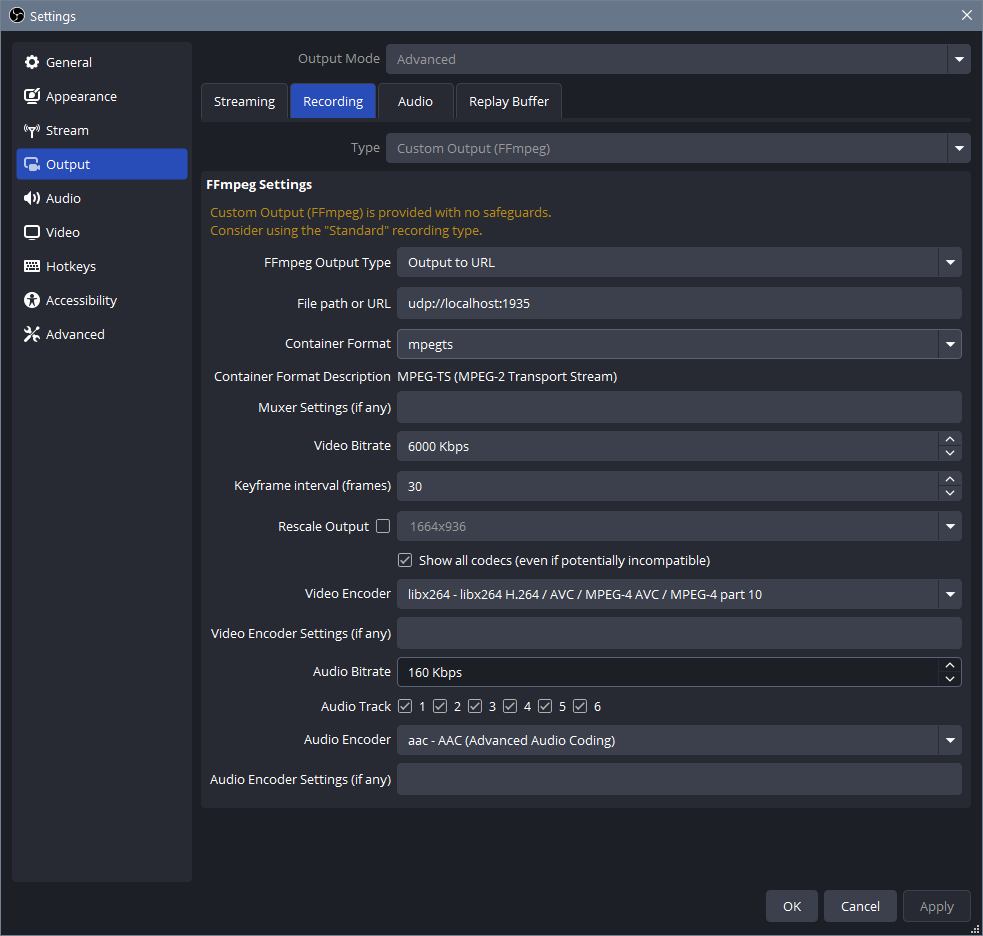 Settings
General
Appearance
Stream
Output
Audio
Video
Hotkeys
Accessibility
Advanced
Output Mode Advanced
Streaming Recording Audio Replay Buffer
Type Custom Output (FFmpeg)
FFmpeg Settings
Custom Output (FFmpeg) is provided with no safeguards.
Consider using the "Standard" recording type.
FFmpeg Output Type Output to URL
File path or URL udp://localhost:1935
Container Format mpegts
Container Format Description MPEG-TS (MPEG-2 Transport Stream)
Muxer Settings (if any)
Video Bitrate 6000 Kbps
Keyframe interval (frames) 30
Rescale Output 1664x936
Show all codecs (even if potentially incompatible)
Video Encoder libx264 - libx264 H.264 / AVC / MPEG-4 AVC / MPEG-4 part 10
Video Encoder Settings (if any)
Audio Bitrate 160 Kbps
Audio Track 1 2 3 4 5 6
Audio Encoder aac - AAC (Advanced Audio Coding)
Audio Encoder Settings (if any)
OK Cancel Apply